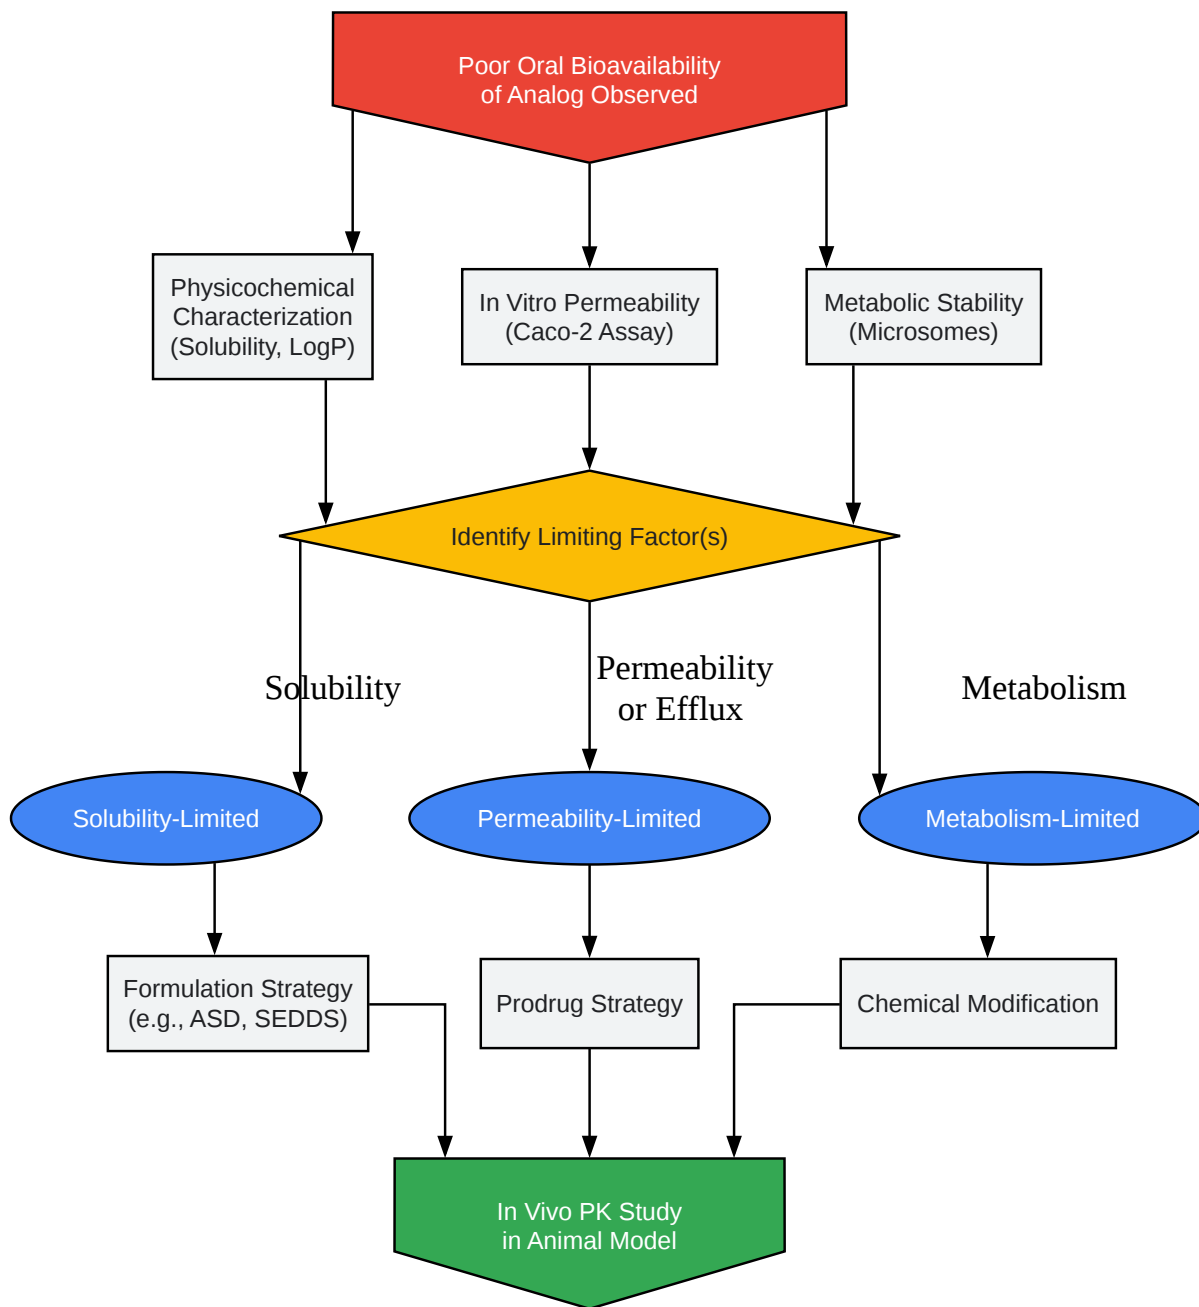 Poor Oral Bioavailability
of Analog Observed
Physicochemical
Characterization
(Solubility, LogP)
In Vitro Permeability
(Caco-2 Assay)
Metabolic Stability
(Microsomes)
Identify Limiting Factor(s)
Solubility
Permeability
or Efflux
Metabolism
Solubility-Limited
Permeability-Limited
Metabolism-Limited
Formulation Strategy
(e.g., ASD, SEDDS)
Prodrug Strategy
Chemical Modification
In Vivo PK Study
in Animal Model